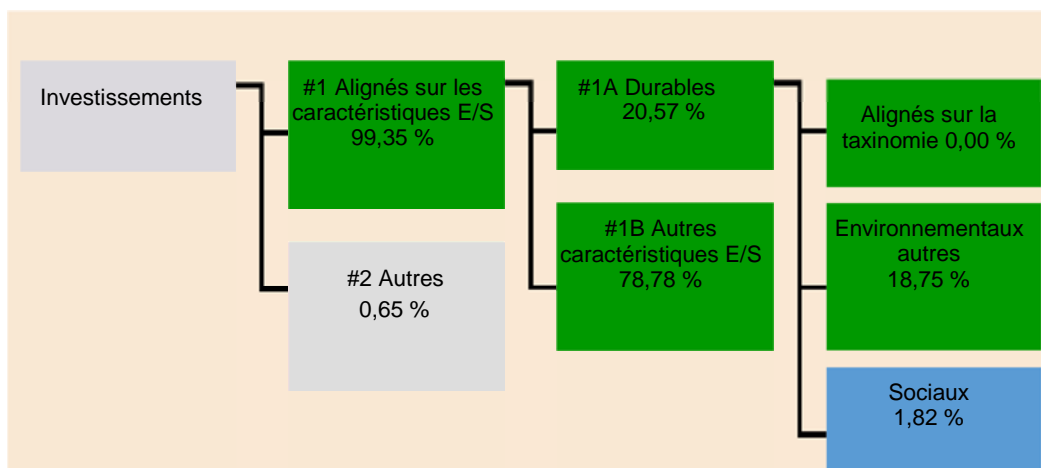 Investissements
#1 Alignés sur les
caractéristiques E/S
99,35 %
#2 Autres
0,65 %
#1A Durables
20,57 %
#1B Autres
caractéristiques E/S
78,78 %
Alignés sur la
taxinomie 0,00 %
Environnementaux
autres
18,75 %
Sociaux
1,82 %